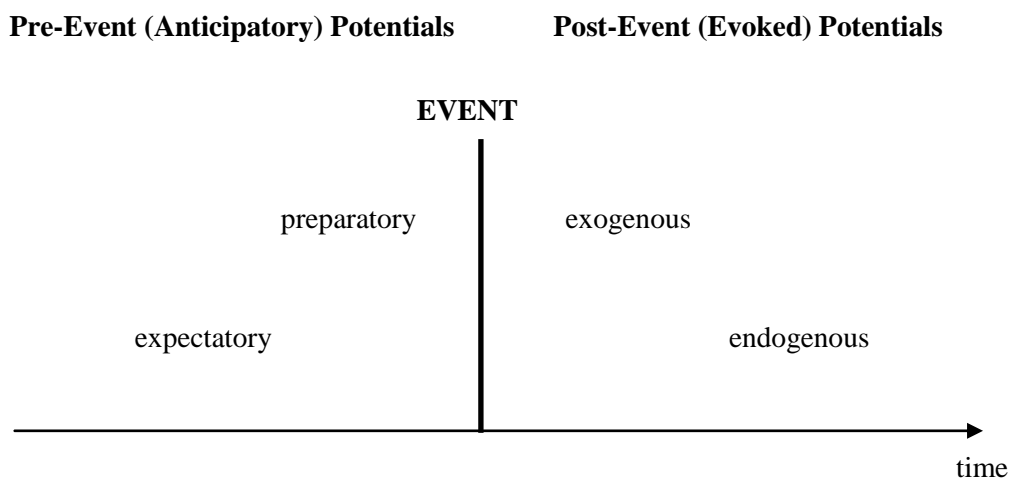 Pre-Event (Anticipatory) Potentials Post-Event (Evoked) Potentials
EVENT
preparatory exogenous
expectatory endogenous
time